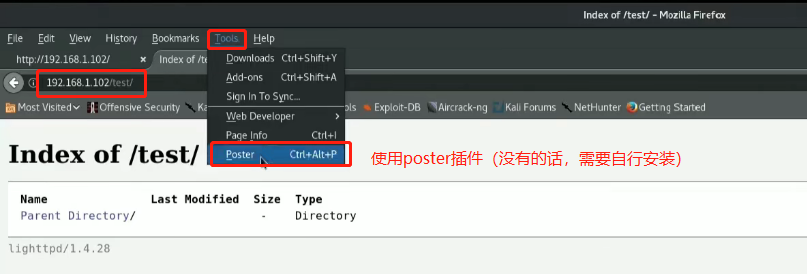 Index of /test/ - Mozilla Firefox
File Edit View History Bookmarks Tools Help
http://192.168.1.102/ × Index of /te
Downloads Ctrl+Shift+Y
192.168.1.102/test/
Add-ons Ctrl+Shift+A
Sign In To Sync...
Most Visited Offensive Security Ka ols Exploit-DB Aircrack-ng Kali Forums NetHunter Getting Started
Web Developer >
Page Info Ctrl+I
Poster Ctrl+Alt+P
使用poster插件（没有的话，需要自行安装）
Index of /test/
Name Last Modified Size Type
Parent Directory/ - Directory
lighttpd/1.4.28